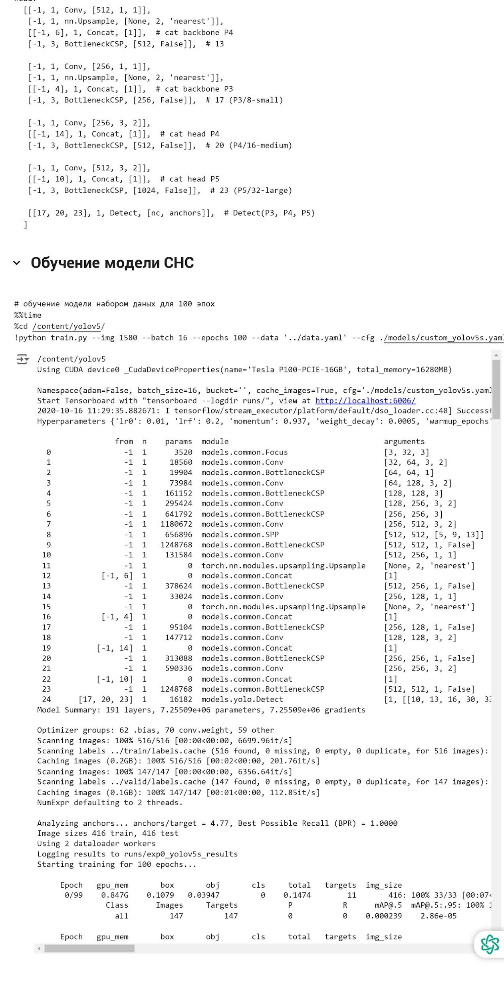 head:
[[-1, 1, Conv, [512, 1, 1]],
[-1, 1, nn.Upsample, [None, 2, 'nearest']],
[[-1, 6], 1, Concat, [1]],  # cat backbone P4
[-1, 3, BottleneckCSP, [512, False]],  # 13
[-1, 1, Conv, [256, 1, 1]],
[-1, 1, nn.Upsample, [None, 2, 'nearest']],
[[-1, 4], 1, Concat, [1]],  # cat backbone P3
[-1, 3, BottleneckCSP, [256, False]],  # 17 (P3/8-small)
[-1, 1, Conv, [256, 3, 2]],
[[-1, 14], 1, Concat, [1]],  # cat head P4
[-1, 3, BottleneckCSP, [512, False]],  # 20 (P4/16-medium)
[-1, 1, Conv, [512, 3, 2]],
[[-1, 10], 1, Concat, [1]],  # cat head P5
[-1, 3, BottleneckCSP, [1024, False]],  # 23 (P5/32-large)
[[17, 20, 23], 1, Detect, [nc, anchors]],  # Detect(P3, P4, P5)
]
Обучение модели СНС
# обучение модели набором даных для 100 эпох
%%time
%cd /content/yolov5/
!python train.py --img 1580 --batch 16 --epochs 100 --data '../data.yaml' --cfg ./models/custom_yolov5s.yaml
/content/yolov5
Using CUDA device0 _CudaDeviceProperties(name='Tesla P100-PCIE-16GB', total_memory=16280MB)
Namespace(adam=False, batch_size=16, bucket='', cache_images=True, cfg='./models/custom_yolov5s.yaml
Start Tensorboard with "tensorboard --logdir runs/", view at http://localhost:6006/
2020-10-16 11:29:35.882671: I tensorflow/stream_executor/platform/default/dso_loader.cc:48] Successf
Hyperparameters {'lr0': 0.01, 'lrf': 0.2, 'momentum': 0.937, 'weight_decay': 0.0005, 'warmup_epochs'
from n params module arguments
0 -1 1 3520 models.common.Focus [3, 32, 3]
1 -1 1 18560 models.common.Conv [32, 64, 3, 2]
2 -1 1 19904 models.common.BottleneckCSP [64, 64, 1]
3 -1 1 73984 models.common.Conv [64, 128, 3, 2]
4 -1 1 161152 models.common.BottleneckCSP [128, 128, 3]
5 -1 1 295424 models.common.Conv [128, 256, 3, 2]
6 -1 1 641792 models.common.BottleneckCSP [256, 256, 3]
7 -1 1 1180672 models.common.Conv [256, 512, 3, 2]
8 -1 1 656896 models.common.SPP [512, 512, [5, 9, 13]]
9 -1 1 1248768 models.common.BottleneckCSP [512, 512, 1, False]
10 -1 1 131584 models.common.Conv [512, 256, 1, 1]
11 -1 1 0 torch.nn.modules.upsampling.Upsample [None, 2, 'nearest']
12 [-1, 6] 1 0 models.common.Concat [1]
13 -1 1 378624 models.common.BottleneckCSP [512, 256, 1, False]
14 -1 1 33024 models.common.Conv [256, 128, 1, 1]
15 -1 1 0 torch.nn.modules.upsampling.Upsample [None, 2, 'nearest']
16 [-1, 4] 1 0 models.common.Concat [1]
17 -1 1 95104 models.common.BottleneckCSP [256, 128, 1, False]
18 -1 1 147712 models.common.Conv [128, 128, 3, 2]
19 [-1, 14] 1 0 models.common.Concat [1]
20 -1 1 313088 models.common.BottleneckCSP [256, 256, 1, False]
21 -1 1 590336 models.common.Conv [256, 256, 3, 2]
22 [-1, 10] 1 0 models.common.Concat [1]
23 -1 1 1248768 models.common.BottleneckCSP [512, 512, 1, False]
24 [17, 20, 23] 1 16182 models.yolo.Detect [1, [[10, 13, 16, 30, 33
Model Summary: 191 layers, 7.25509e+06 parameters, 7.25509e+06 gradients
Optimizer groups: 62 .bias, 70 conv.weight, 59 other
Scanning images: 100% 516/516 [00:00<00:00, 6699.96it/s]
Scanning labels ../train/labels.cache (516 found, 0 missing, 0 empty, 0 duplicate, for 516 images):
Caching images (0.2GB): 100% 516/516 [00:02<00:00, 201.76it/s]
Scanning images: 100% 147/147 [00:00<00:00, 6356.64it/s]
Scanning labels ../valid/labels.cache (147 found, 0 missing, 0 empty, 0 duplicate, for 147 images):
Caching images (0.1GB): 100% 147/147 [00:01<00:00, 112.85it/s]
NumExpr defaulting to 2 threads.
Analyzing anchors... anchors/target = 4.77, Best Possible Recall (BPR) = 1.0000
Image sizes 416 train, 416 test
Using 2 dataloader workers
Logging results to runs/exp0_yolov5s_results
Starting training for 100 epochs...
Epoch gpu_mem box obj cls total targets img_size
0/99 0.847G 0.1079 0.03947 0 0.1474 11 416: 100% 33/33 [00:07<
Class Images Targets P R mAP@.5 mAP@.5:.95: 100% 1
all 147 147 0 0 0.000239 2.86e-05
Epoch gpu_mem box obj cls total targets img_size